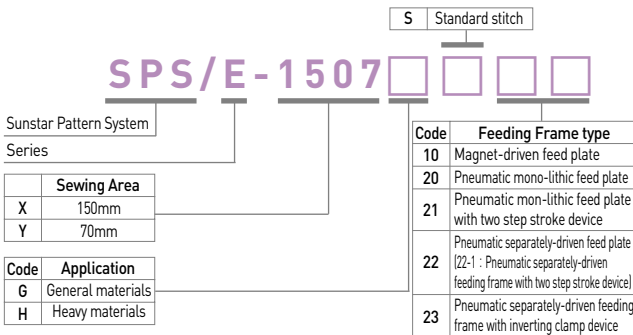 S Standard stitch
SPS/E-1507□□□□
Sunstar Pattern System
Series
Sewing Area
X 150mm
Y 70mm
Code Application
G General materials
H Heavy materials
Code Feeding Frame type
10 Magnet-driven feed plate
20 Pneumatic mono-lithic feed plate
21 Pneumatic mon-lithic feed plate
with two step stroke device
22 Pneumatic separately-driven feed plate
(22-1 : Pneumatic separately-driven
feeding frame with two step stroke device)
23 Pneumatic separately-driven feeding
frame with inverting clamp device